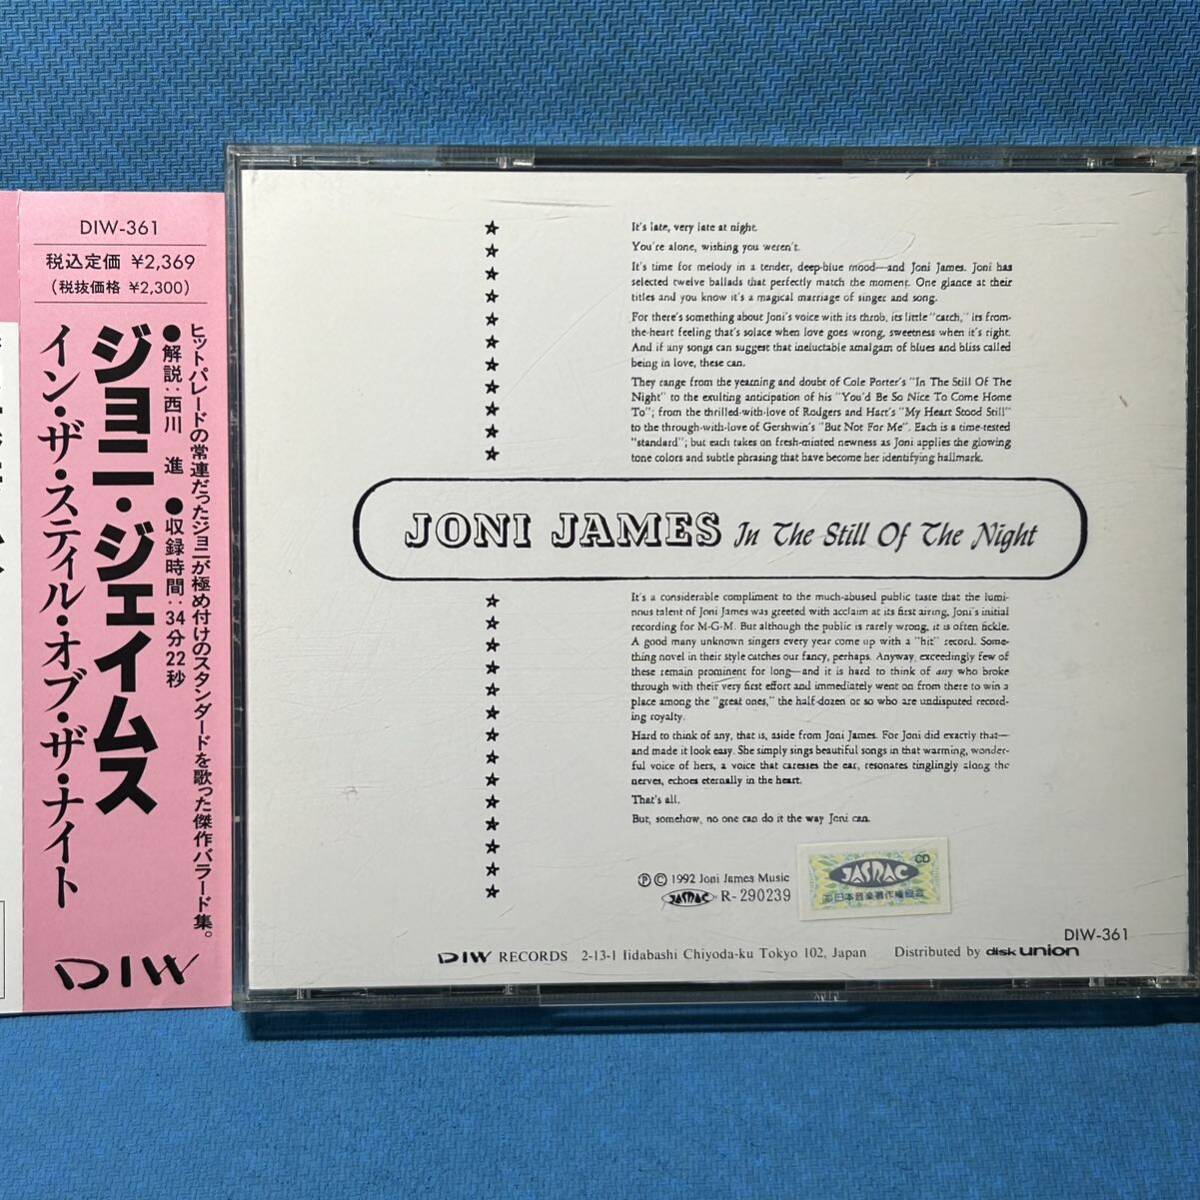 DIW-361
税込定価 ¥2,369
(税抜価格 ¥2,300)
ヒットパレードの常連だったジョニが極め付けのスタンダードを歌った傑作バラード集。
●解説:西川 進 ●収録時間:34分22秒
ジョニ・ジェイムス
イン・ザ・スティル・オブ・ザ・ナイト
DIW
It's late, very late at night.
You're alone, wishing you weren't.
It's time for melody in a tender, deep-blue mood—and Joni James. Joni has
selected twelve ballads that perfectly match the moment. One glance at their
titles and you know it's a magical marriage of singer and song.
For there's something about Joni's voice with its throb, its little "catch," its from-
the-heart feeling that's solace when love goes wrong, sweetness when it's right.
And if any songs can suggest that ineluctable amalgam of blues and bliss called
being in love, these can.
They range from the yearning and doubt of Cole Porter's "In The Still Of The
Night" to the exulting anticipation of his "You'd Be So Nice To Come Home
To"; from the thrilled-with-love of Rodgers and Hart's "My Heart Stood Still"
to the through-with-love of Gershwin's "But Not For Me". Each is a time-tested
"standard"; but each takes on fresh-minted newness as Joni applies the glowing
tone colors and subtle phrasing that have become her identifying hallmark.
JONI JAMES In The Still Of The Night
It's a considerable compliment to the much-abused public taste that the lumi-
nous talent of Joni James was greeted with acclaim at its first airing, Joni's initial
recording for M-G-M. But although the public is rarely wrong, it is often fickle.
A good many unknown singers every year come up with a "hit" record. Some-
thing novel in their style catches our fancy, perhaps. Anyway, exceedingly few of
these remain prominent for long—and it is hard to think of any who broke
through with their very first effort and immediately went on from there to win a
place among the "great ones," the half-dozen or so who are undisputed record-
ing royalty.
Hard to think of any, that is, aside from Joni James. For Joni did exactly that—
and made it look easy. She simply sings beautiful songs in that warming, wonder-
ful voice of hers, a voice that caresses the ear, resonates tinglingly along the
nerves, echoes eternally in the heart.
That's all.
But, somehow, no one can do it the way Joni can.
℗ © 1992 Joni James Music
JASRAC R-290239
CD
JASRAC
日本音楽著作権協会
DIW-361
DIW RECORDS 2-13-1 Iidabashi Chiyoda-ku Tokyo 102, Japan Distributed by disk union